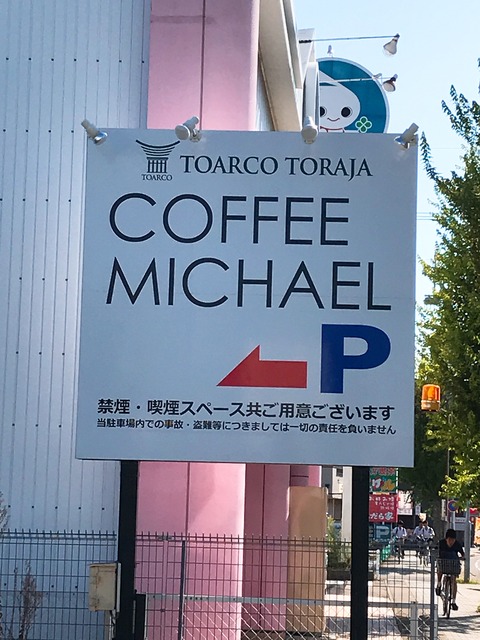 TOARCO TORAJA
TOARCO
COFFEE
MICHAEL
P
禁煙・喫煙スペース共ご用意ございます
当駐車場内での事故・盗難等につきましては一切の責任を負いません
P